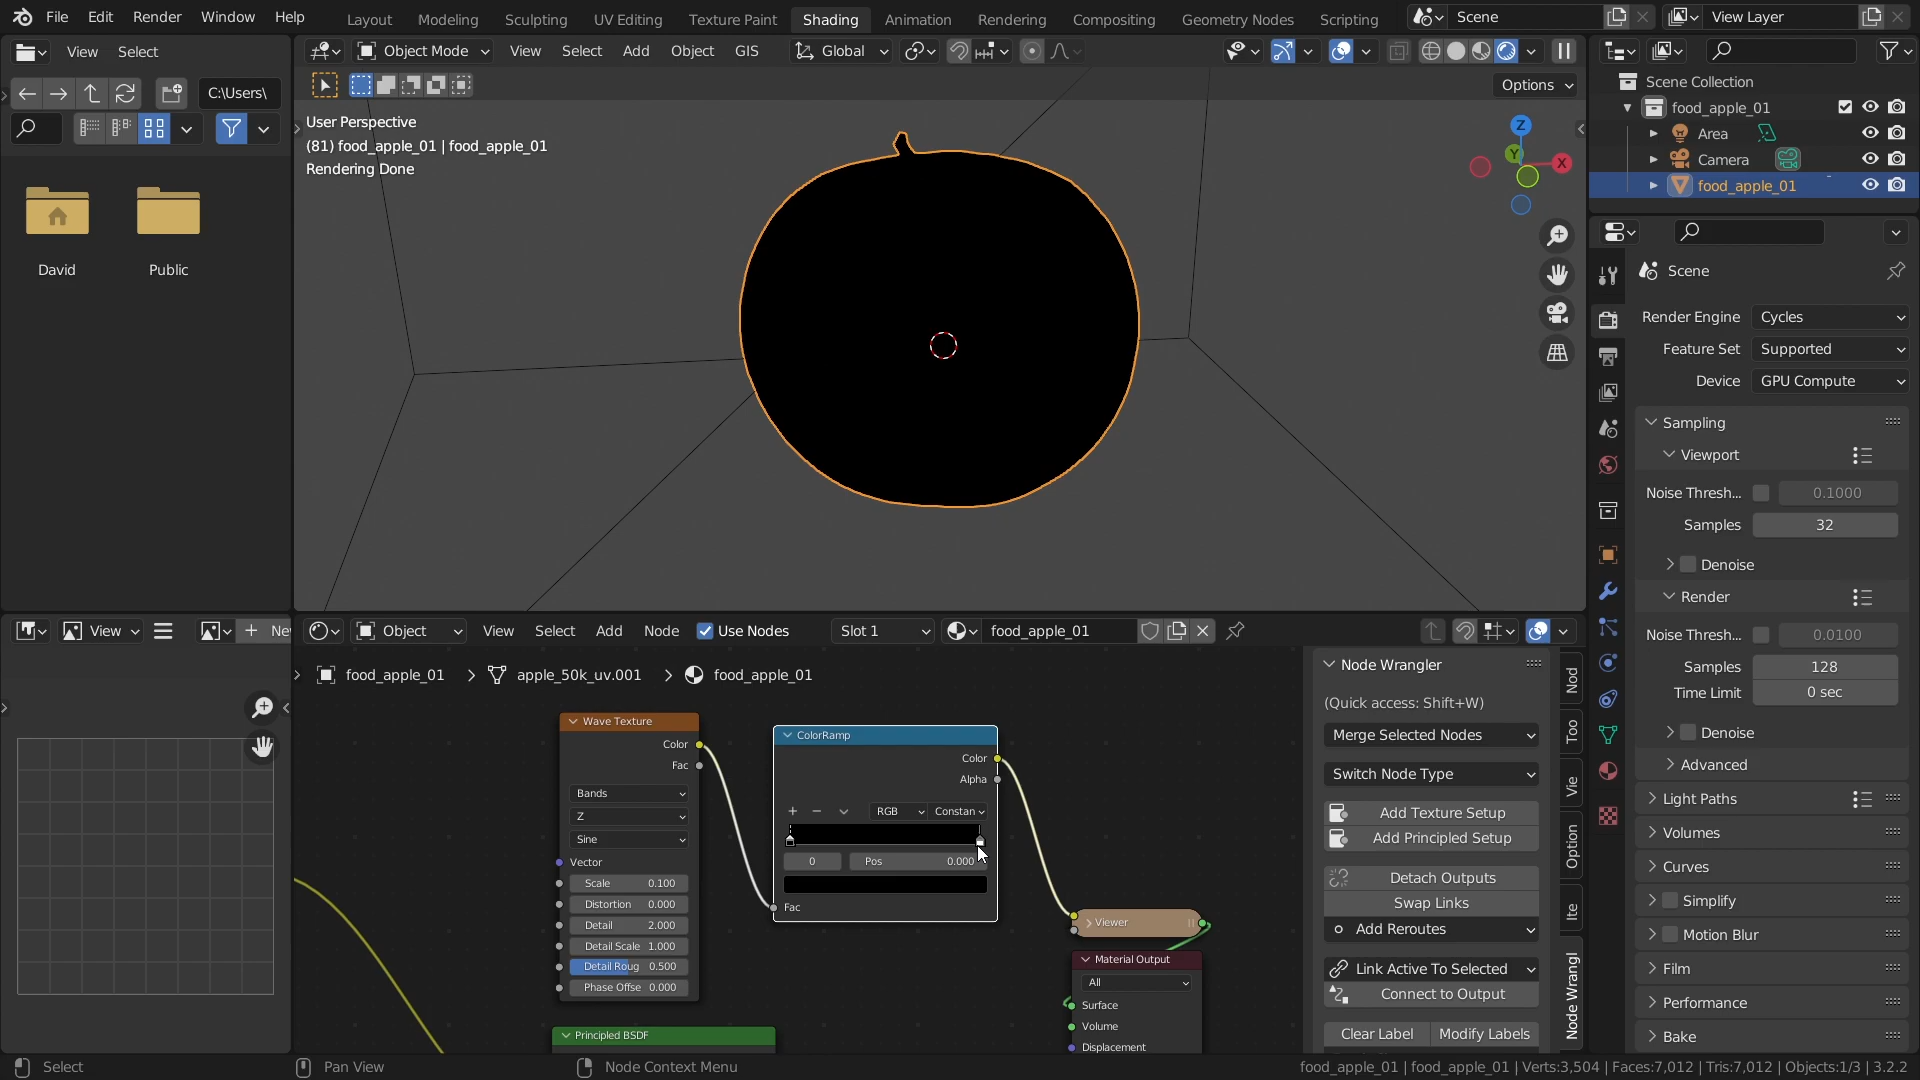 File Edit Render Window Help Layout Modeling Sculpting UV Editing Texture Paint Shading Animation Rendering Compositing Geometry Nodes Scripting Scene View Layer
View Select
Object Mode View Select Add Object GIS Global
C:\Users\
Options
David Public
User Perspective
(81) food_apple_01 | food_apple_01
Rendering Done
Z
Y
X
Scene Collection
food_apple_01
Area
Camera
food_apple_01
Scene
Render Engine Cycles
Feature Set Supported
Device GPU Compute
Sampling
Viewport
Noise Thresh... 0.1000
Samples 32
Denoise
Render
Noise Thresh... 0.0100
Samples 128
Time Limit 0 sec
Denoise
Advanced
Light Paths
Volumes
Curves
Simplify
Motion Blur
Film
Performance
Bake
View + Ne
Object View Select Add Node Use Nodes Slot 1 food_apple_01
food_apple_01 > apple_50k_uv.001 > food_apple_01
Wave Texture
Color
Fac
Bands
Z
Sine
Vector
Scale 0.100
Distortion 0.000
Detail 2.000
Detail Scale 1.000
Detail Roug 0.500
Phase Offse 0.000
Principled BSDF
ColorRamp
Color
Alpha
+ − RGB Constan
0 Pos 0.000
Fac
Viewer
Material Output
All
Surface
Volume
Displacement
Node Wrangler
(Quick access: Shift+W)
Merge Selected Nodes
Switch Node Type
Add Texture Setup
Add Principled Setup
Detach Outputs
Swap Links
Add Reroutes
Link Active To Selected
Connect to Output
Clear Label Modify Labels
Nod
Too
Vie
Option
Ite
Node Wrangl
Select Pan View Node Context Menu food_apple_01 | food_apple_01 | Verts:3,504 | Faces:7,012 | Tris:7,012 | Objects:1/3 | 3.2.2